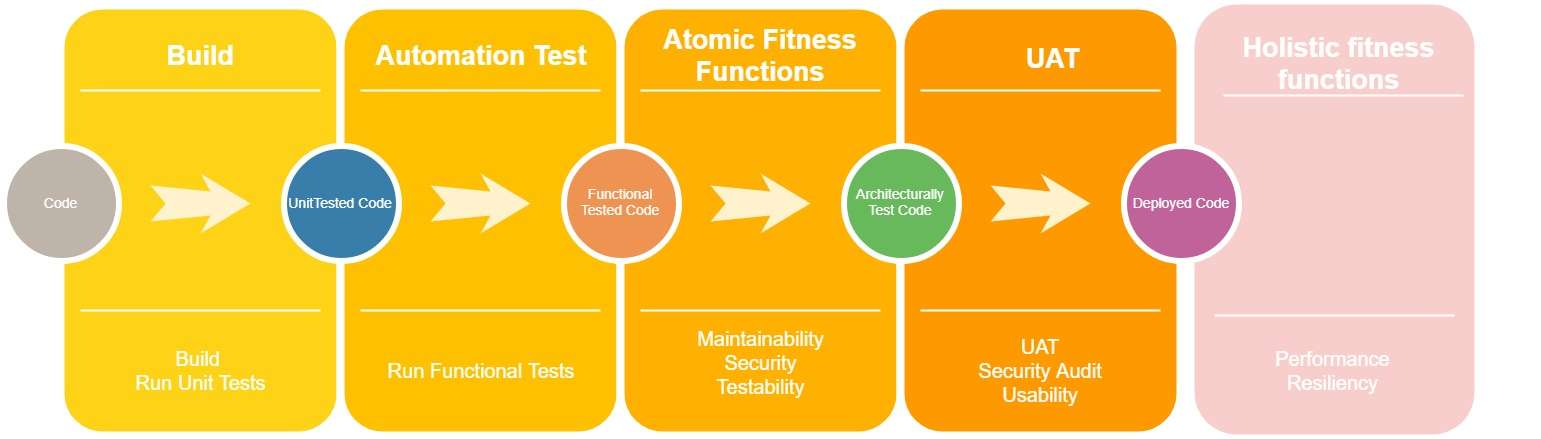 Build
Automation Test
Atomic Fitness
Functions
UAT
Holistic fitness
functions
Code
UnitTested Code
Functional
Tested Code
Architecturally
Test Code
Deployed Code
Build
Run Unit Tests
Run Functional Tests
Maintainability
Security
Testability
UAT
Security Audit
Usability
Performance
Resiliency